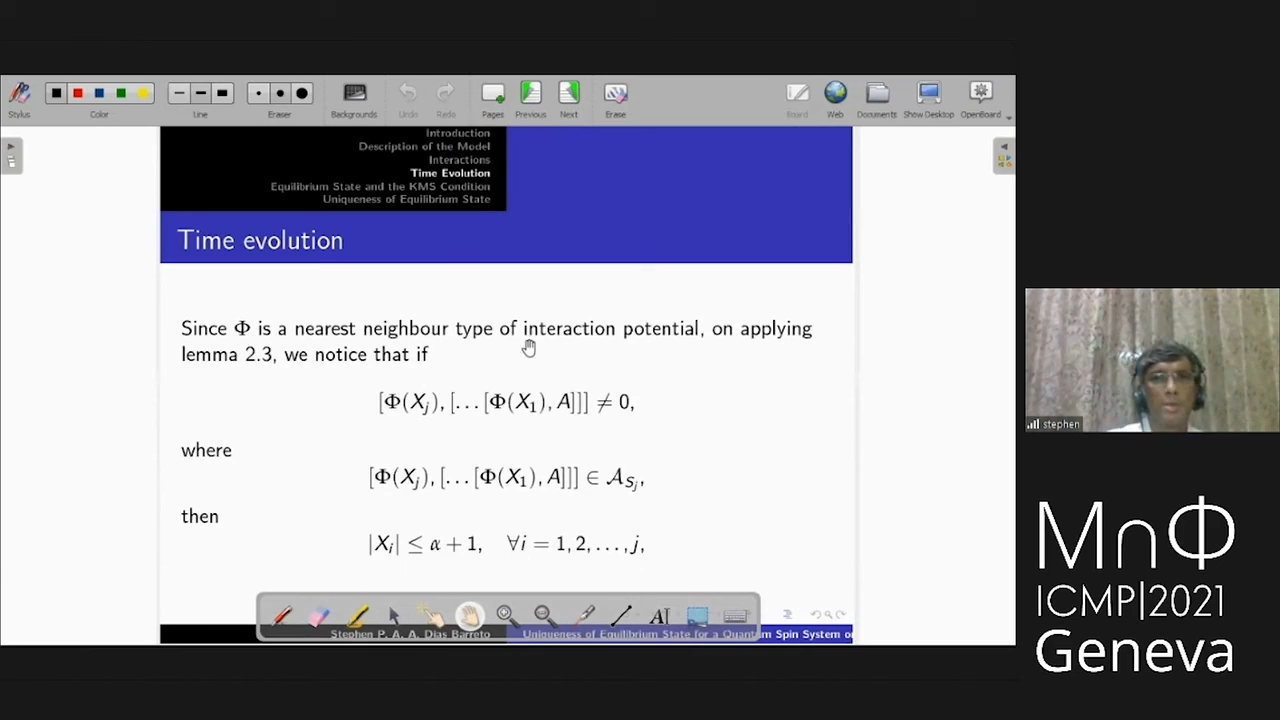 Stylus
Color
Line
Eraser
Backgrounds
Undo
Redo
Pages
Previous
Next
Erase
Board
Web
Documents
Show Desktop
OpenBoard
Introduction
Description of the Model
Interactions
Time Evolution
Equilibrium State and the KMS Condition
Uniqueness of Equilibrium State
Time evolution
Since Φ is a nearest neighbour type of interaction potential, on applying
lemma 2.3, we notice that if
[Φ(X_j), [. . . [Φ(X_1), A]]] ≠ 0,
where
[Φ(X_j), [. . . [Φ(X_1), A]]] ∈ 𝒜_{S_j},
then
|X_i| ≤ α + 1, ∀i = 1, 2, . . . , j,
Stephen P. A. A. Dias Barreto
Uniqueness of Equilibrium State for a Quantum Spin System o
stephen
M∩Φ
ICMP|2021
Geneva